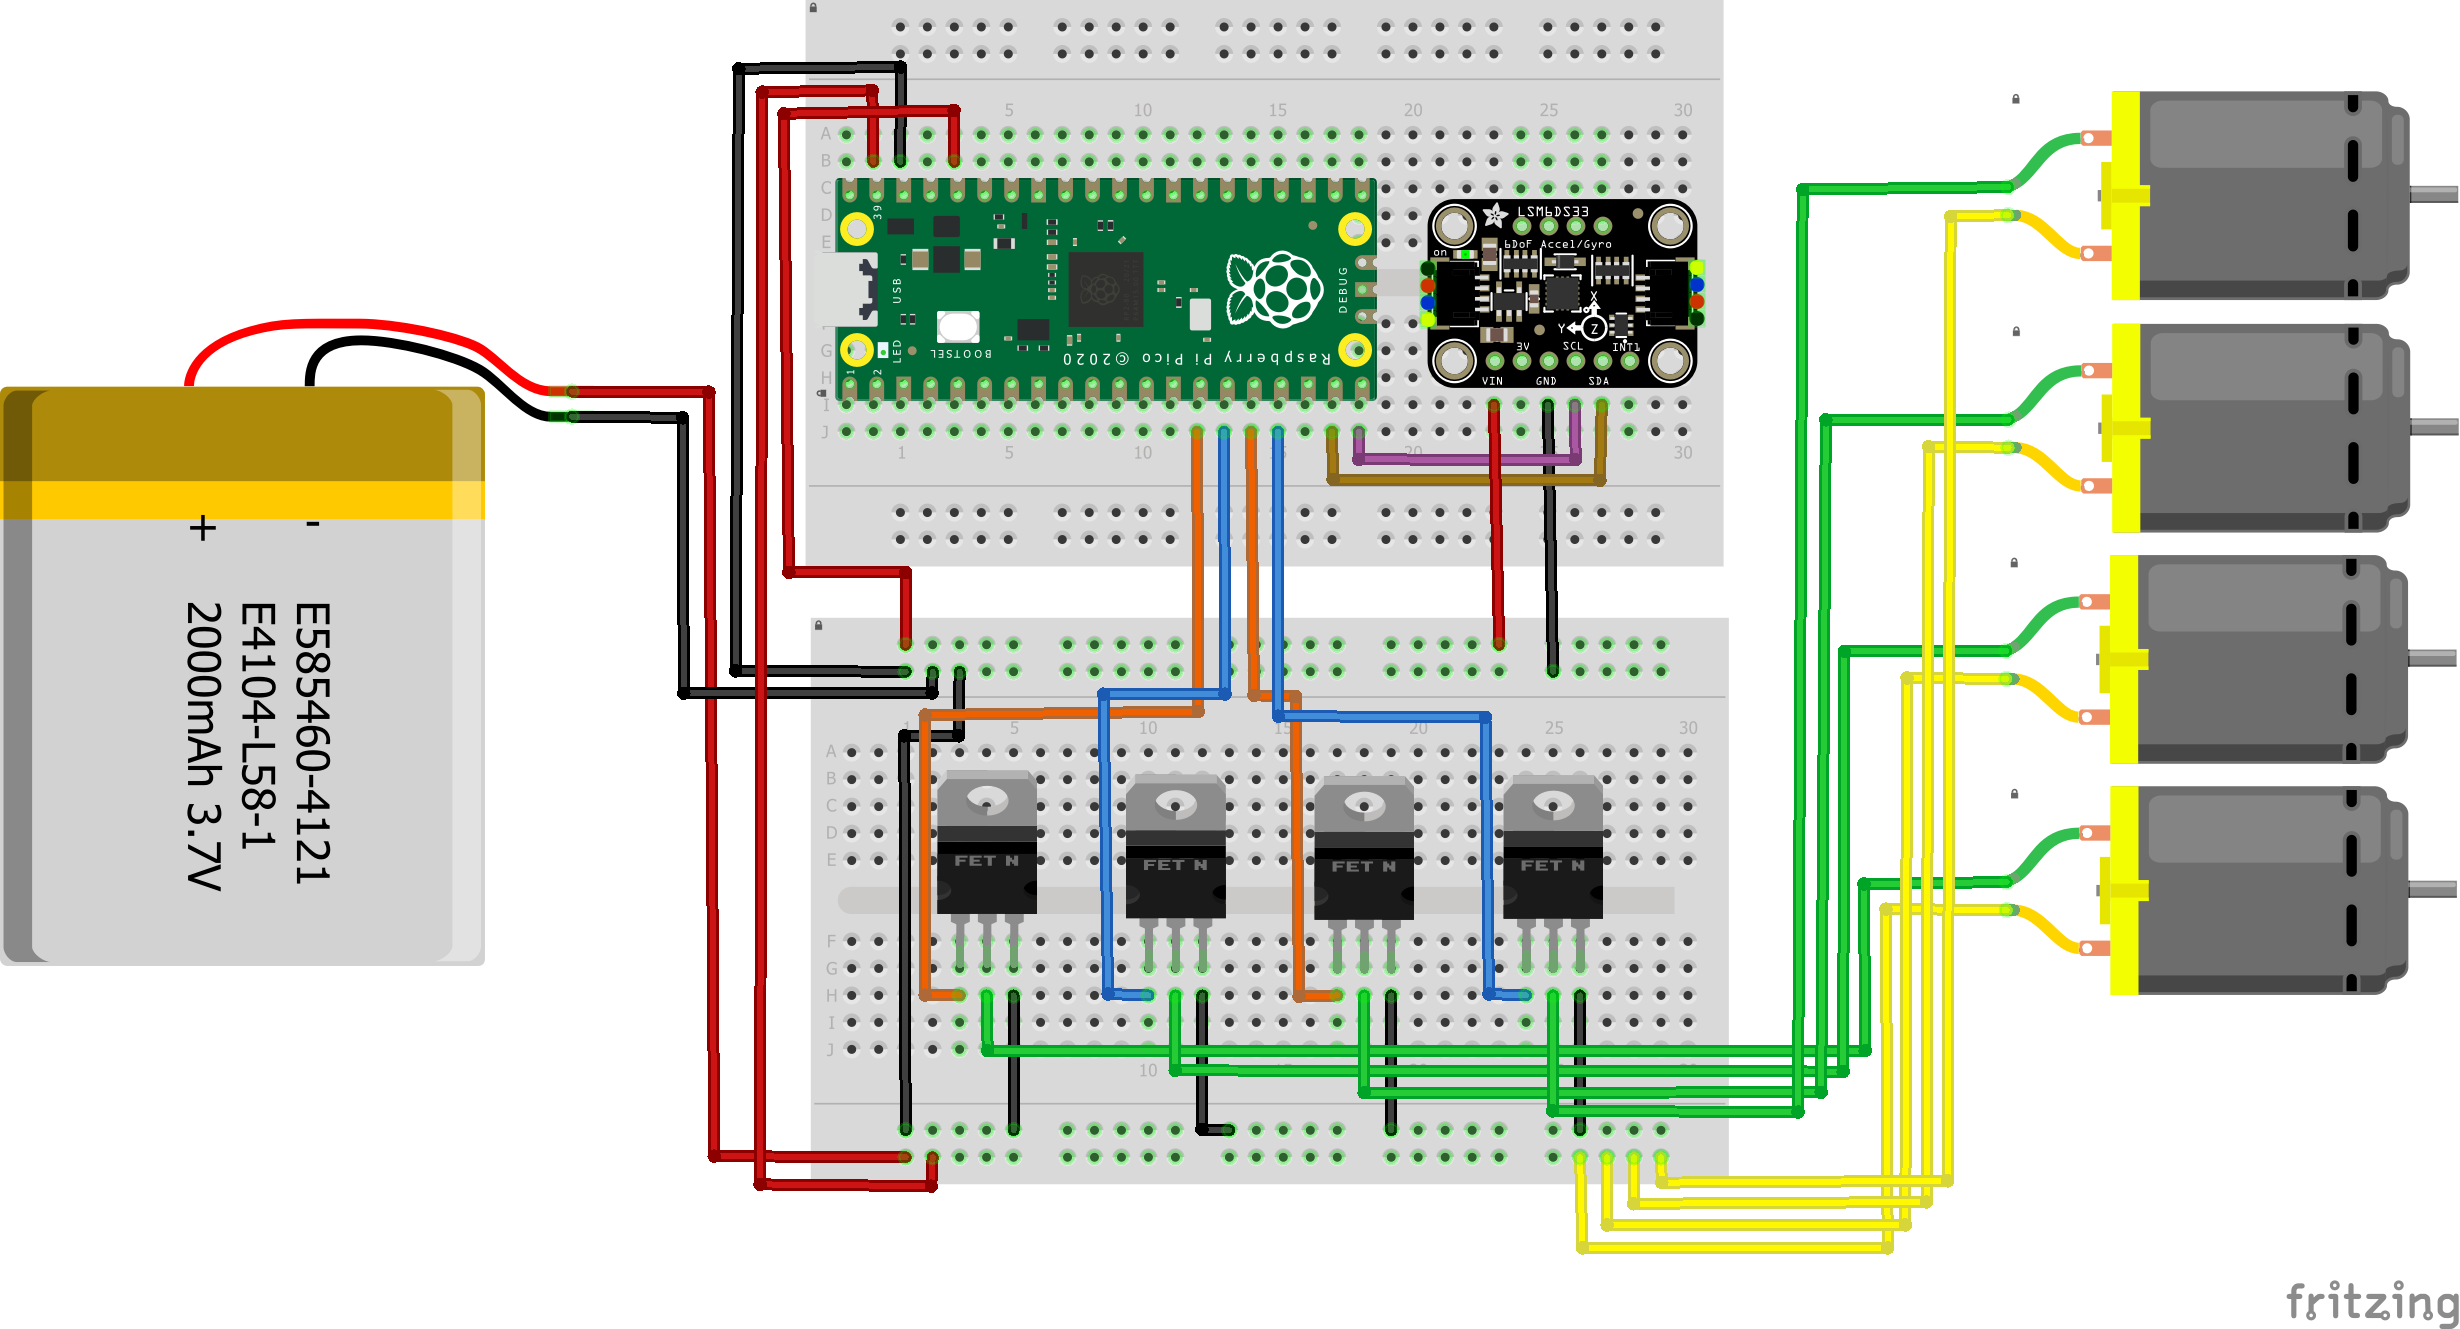 5 10 15 20 25 30
A
B
C
D
E
G
H
I
J
39
USB
LED
1
2
BOOTSEL
Raspberry Pi Pico ©2020
DEBUG
LSM6DS33
6DoF Accel/Gyro
on
X
Y
Z
3V SCL INT1
VIN GND SDA
1 5 10 15 20 30
+ -
E585460-4121
E4104-L58-1
2000mAh 3.7V
1 5 10 15 20 25 30
A
B
C
D
E
FET N
FET N
FET N
FET N
F
G
H
I
J
10
fritzing